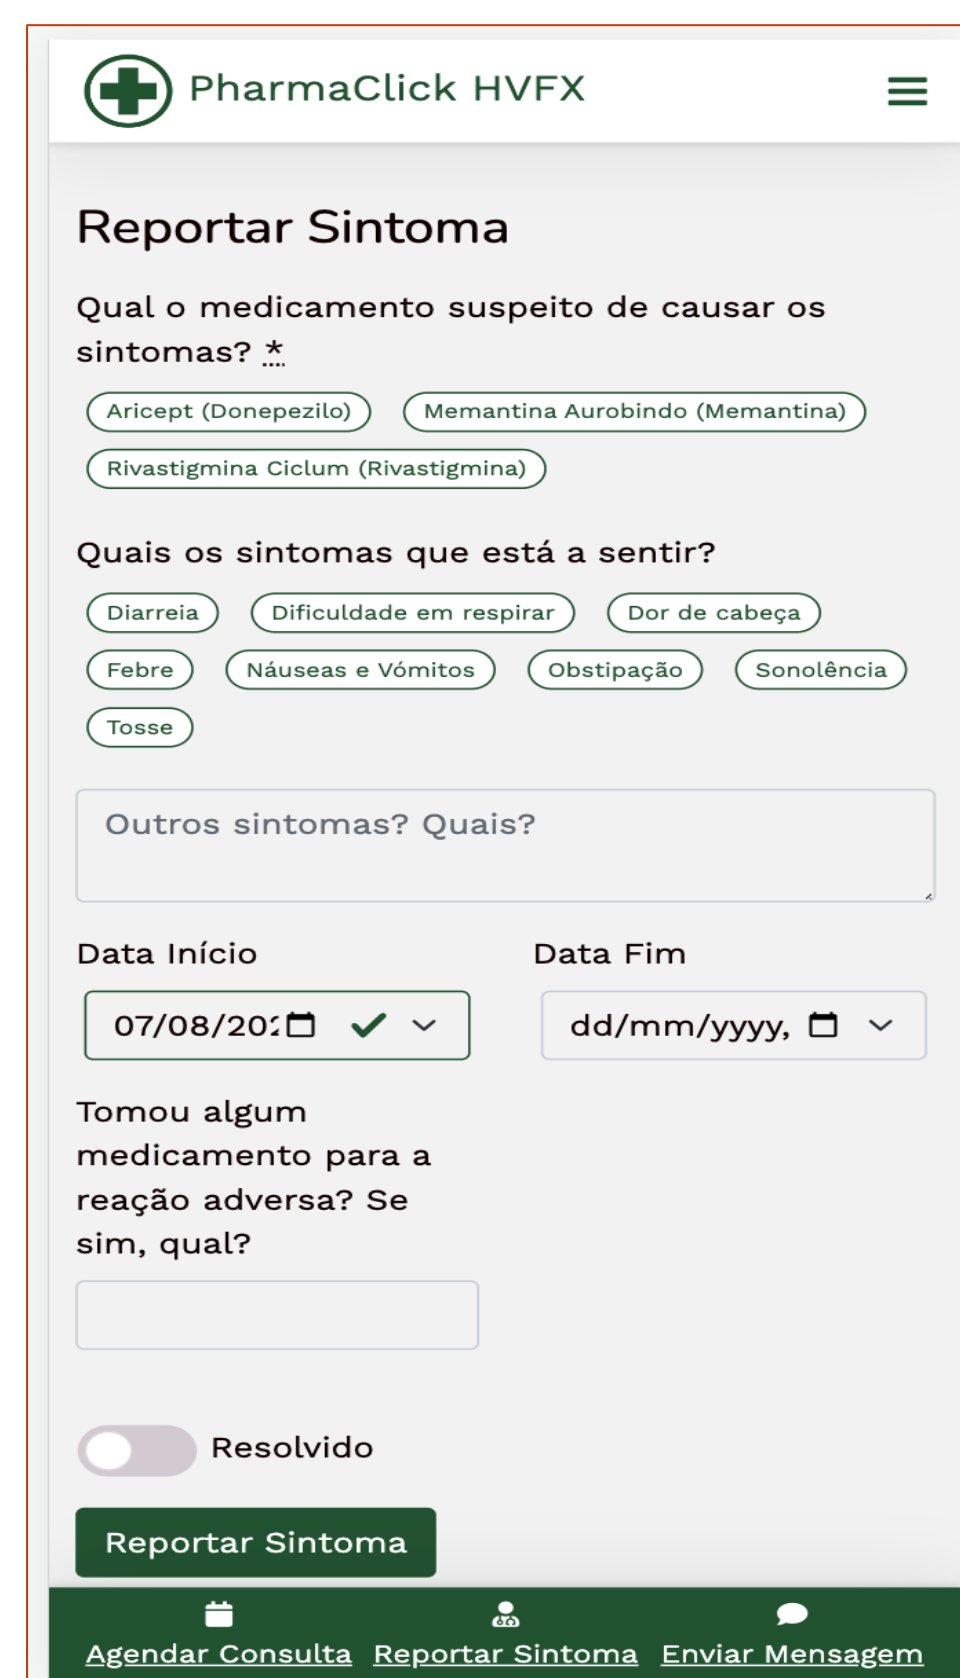 PharmaClick HVFX
Reportar Sintoma
Qual o medicamento suspeito de causar os
sintomas? *
Aricept (Donepezilo) Memantina Aurobindo (Memantina)
Rivastigmina Ciclum (Rivastigmina)
Quais os sintomas que está a sentir?
Diarreia Dificuldade em respirar Dor de cabeça
Febre Náuseas e Vómitos Obstipação Sonolência
Tosse
Outros sintomas? Quais?
Data Início Data Fim
07/08/202 dd/mm/yyyy,
Tomou algum
medicamento para a
reação adversa? Se
sim, qual?
Resolvido
Reportar Sintoma
Agendar Consulta Reportar Sintoma Enviar Mensagem